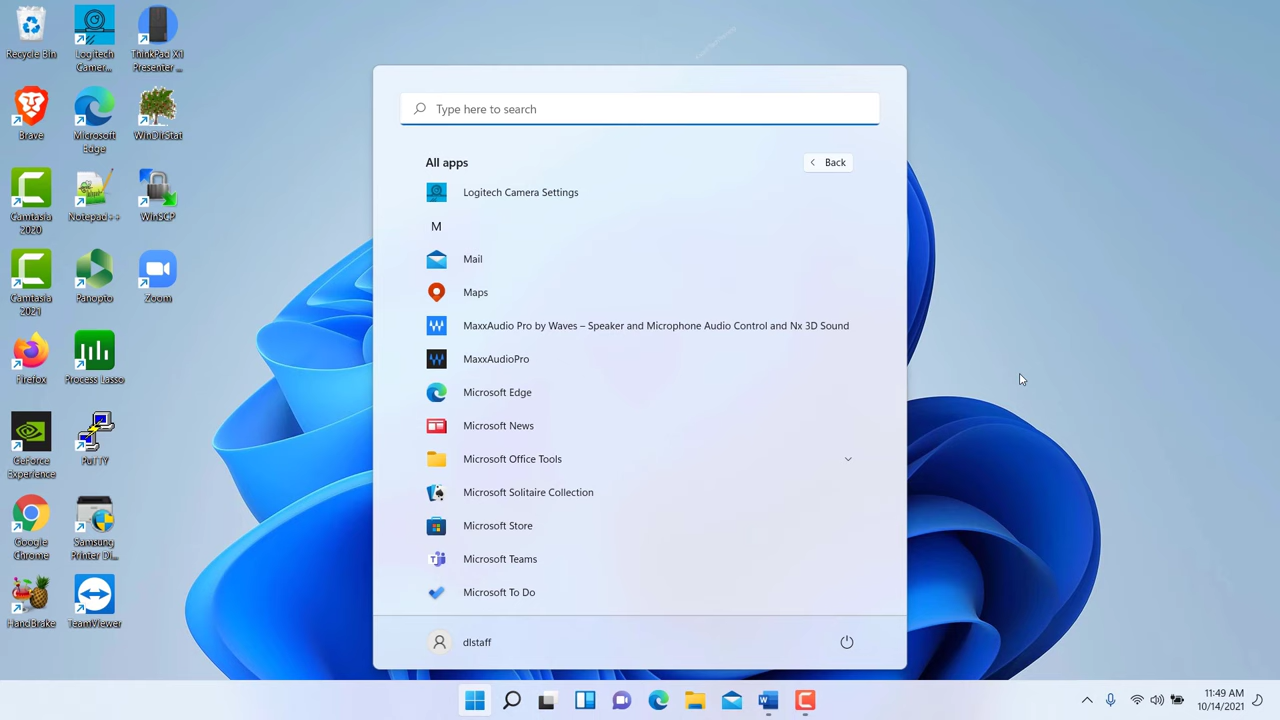 Recycle Bin
Logitech
Camer...
ThinkPad X1
Presenter ...
Brave
Microsoft
Edge
WinDirStat
Camtasia
2020
Notepad++
WinSCP
Camtasia
2021
Panopto
Zoom
Firefox
Process Lasso
GeForce
Experience
PuTTY
Google
Chrome
Samsung
Printer Di...
HandBrake
TeamViewer
Type here to search
All apps
Back
Logitech Camera Settings
M
Mail
Maps
MaxxAudio Pro by Waves – Speaker and Microphone Audio Control and Nx 3D Sound
MaxxAudioPro
Microsoft Edge
Microsoft News
Microsoft Office Tools
Microsoft Solitaire Collection
Microsoft Store
Microsoft Teams
Microsoft To Do
dlstaff
11:49 AM
10/14/2021